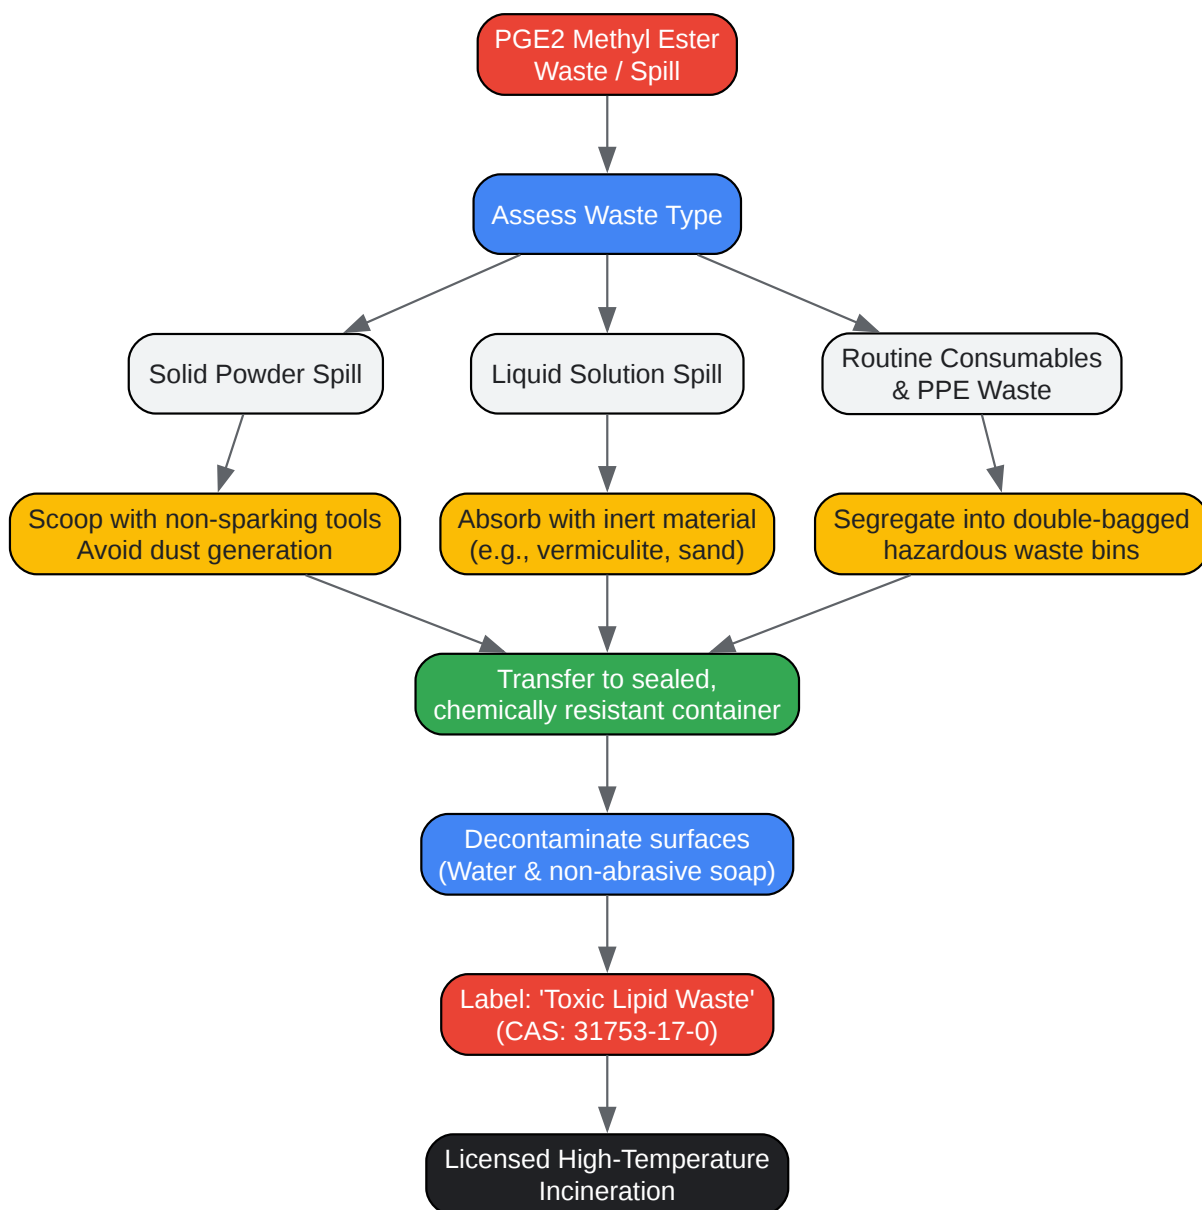 PGE2 Methyl Ester
Waste / Spill
Assess Waste Type
Solid Powder Spill
Liquid Solution Spill
Routine Consumables
& PPE Waste
Scoop with non-sparking tools
Avoid dust generation
Absorb with inert material
(e.g., vermiculite, sand)
Segregate into double-bagged
hazardous waste bins
Transfer to sealed,
chemically resistant container
Decontaminate surfaces
(Water & non-abrasive soap)
Label: 'Toxic Lipid Waste'
(CAS: 31753-17-0)
Licensed High-Temperature
Incineration